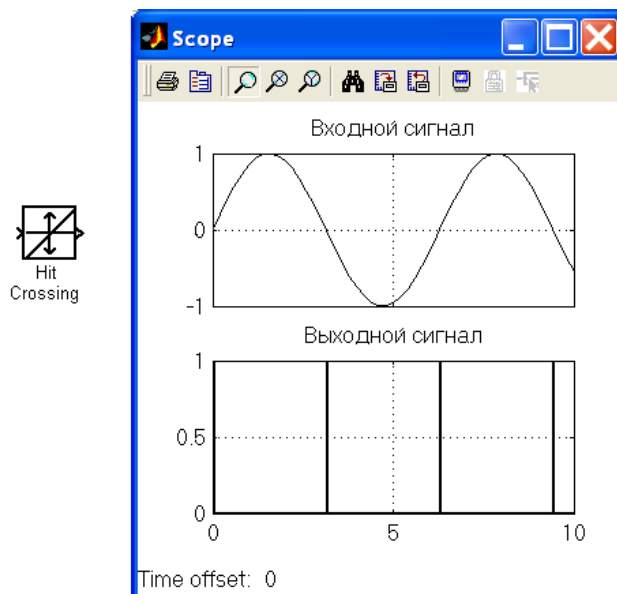 Scope
Входной сигнал
1
0
-1
Hit
Crossing
Выходной сигнал
1
0.5
0
0 5 10
Time offset: 0